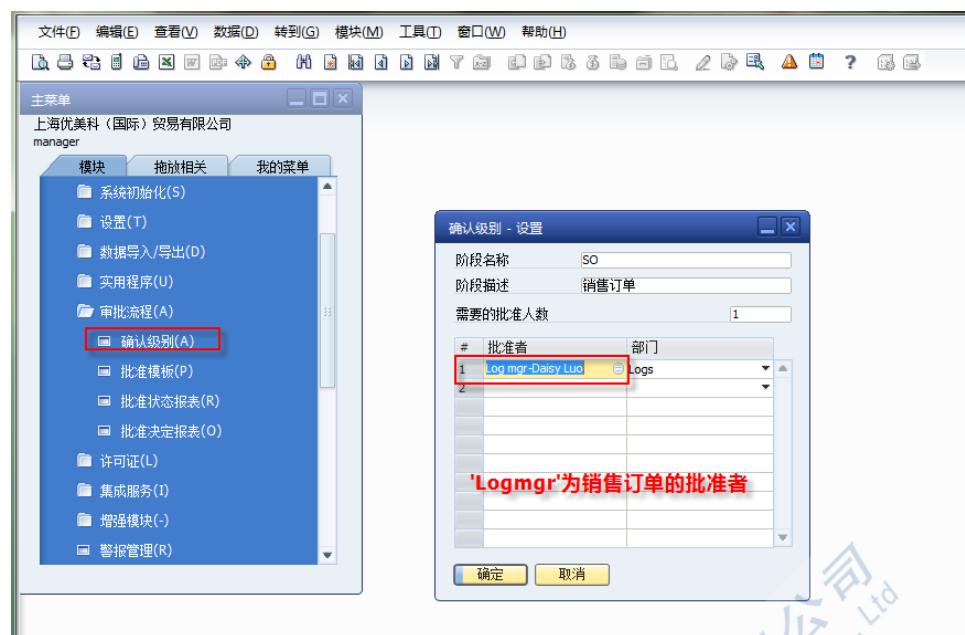 文件(F) 编辑(E) 查看(V) 数据(D) 转到(G) 模块(M) 工具(T) 窗口(W) 帮助(H)
主菜单
上海优美科（国际）贸易有限公司
manager
模块 拖放相关 我的菜单
系统初始化(S)
设置(T)
数据导入/导出(D)
实用程序(U)
审批流程(A)
确认级别(A)
批准模板(P)
批准状态报表(R)
批准决定报表(O)
许可证(L)
集成服务(I)
增强模块(-)
警报管理(R)
确认级别 - 设置
阶段名称 SO
阶段描述 销售订单
需要的批准人数 1
# 批准者 部门
1 Log mgr-Daisy Luo Logs
2
'Logmgr'为销售订单的批准者
确定 取消
公司
Ltd